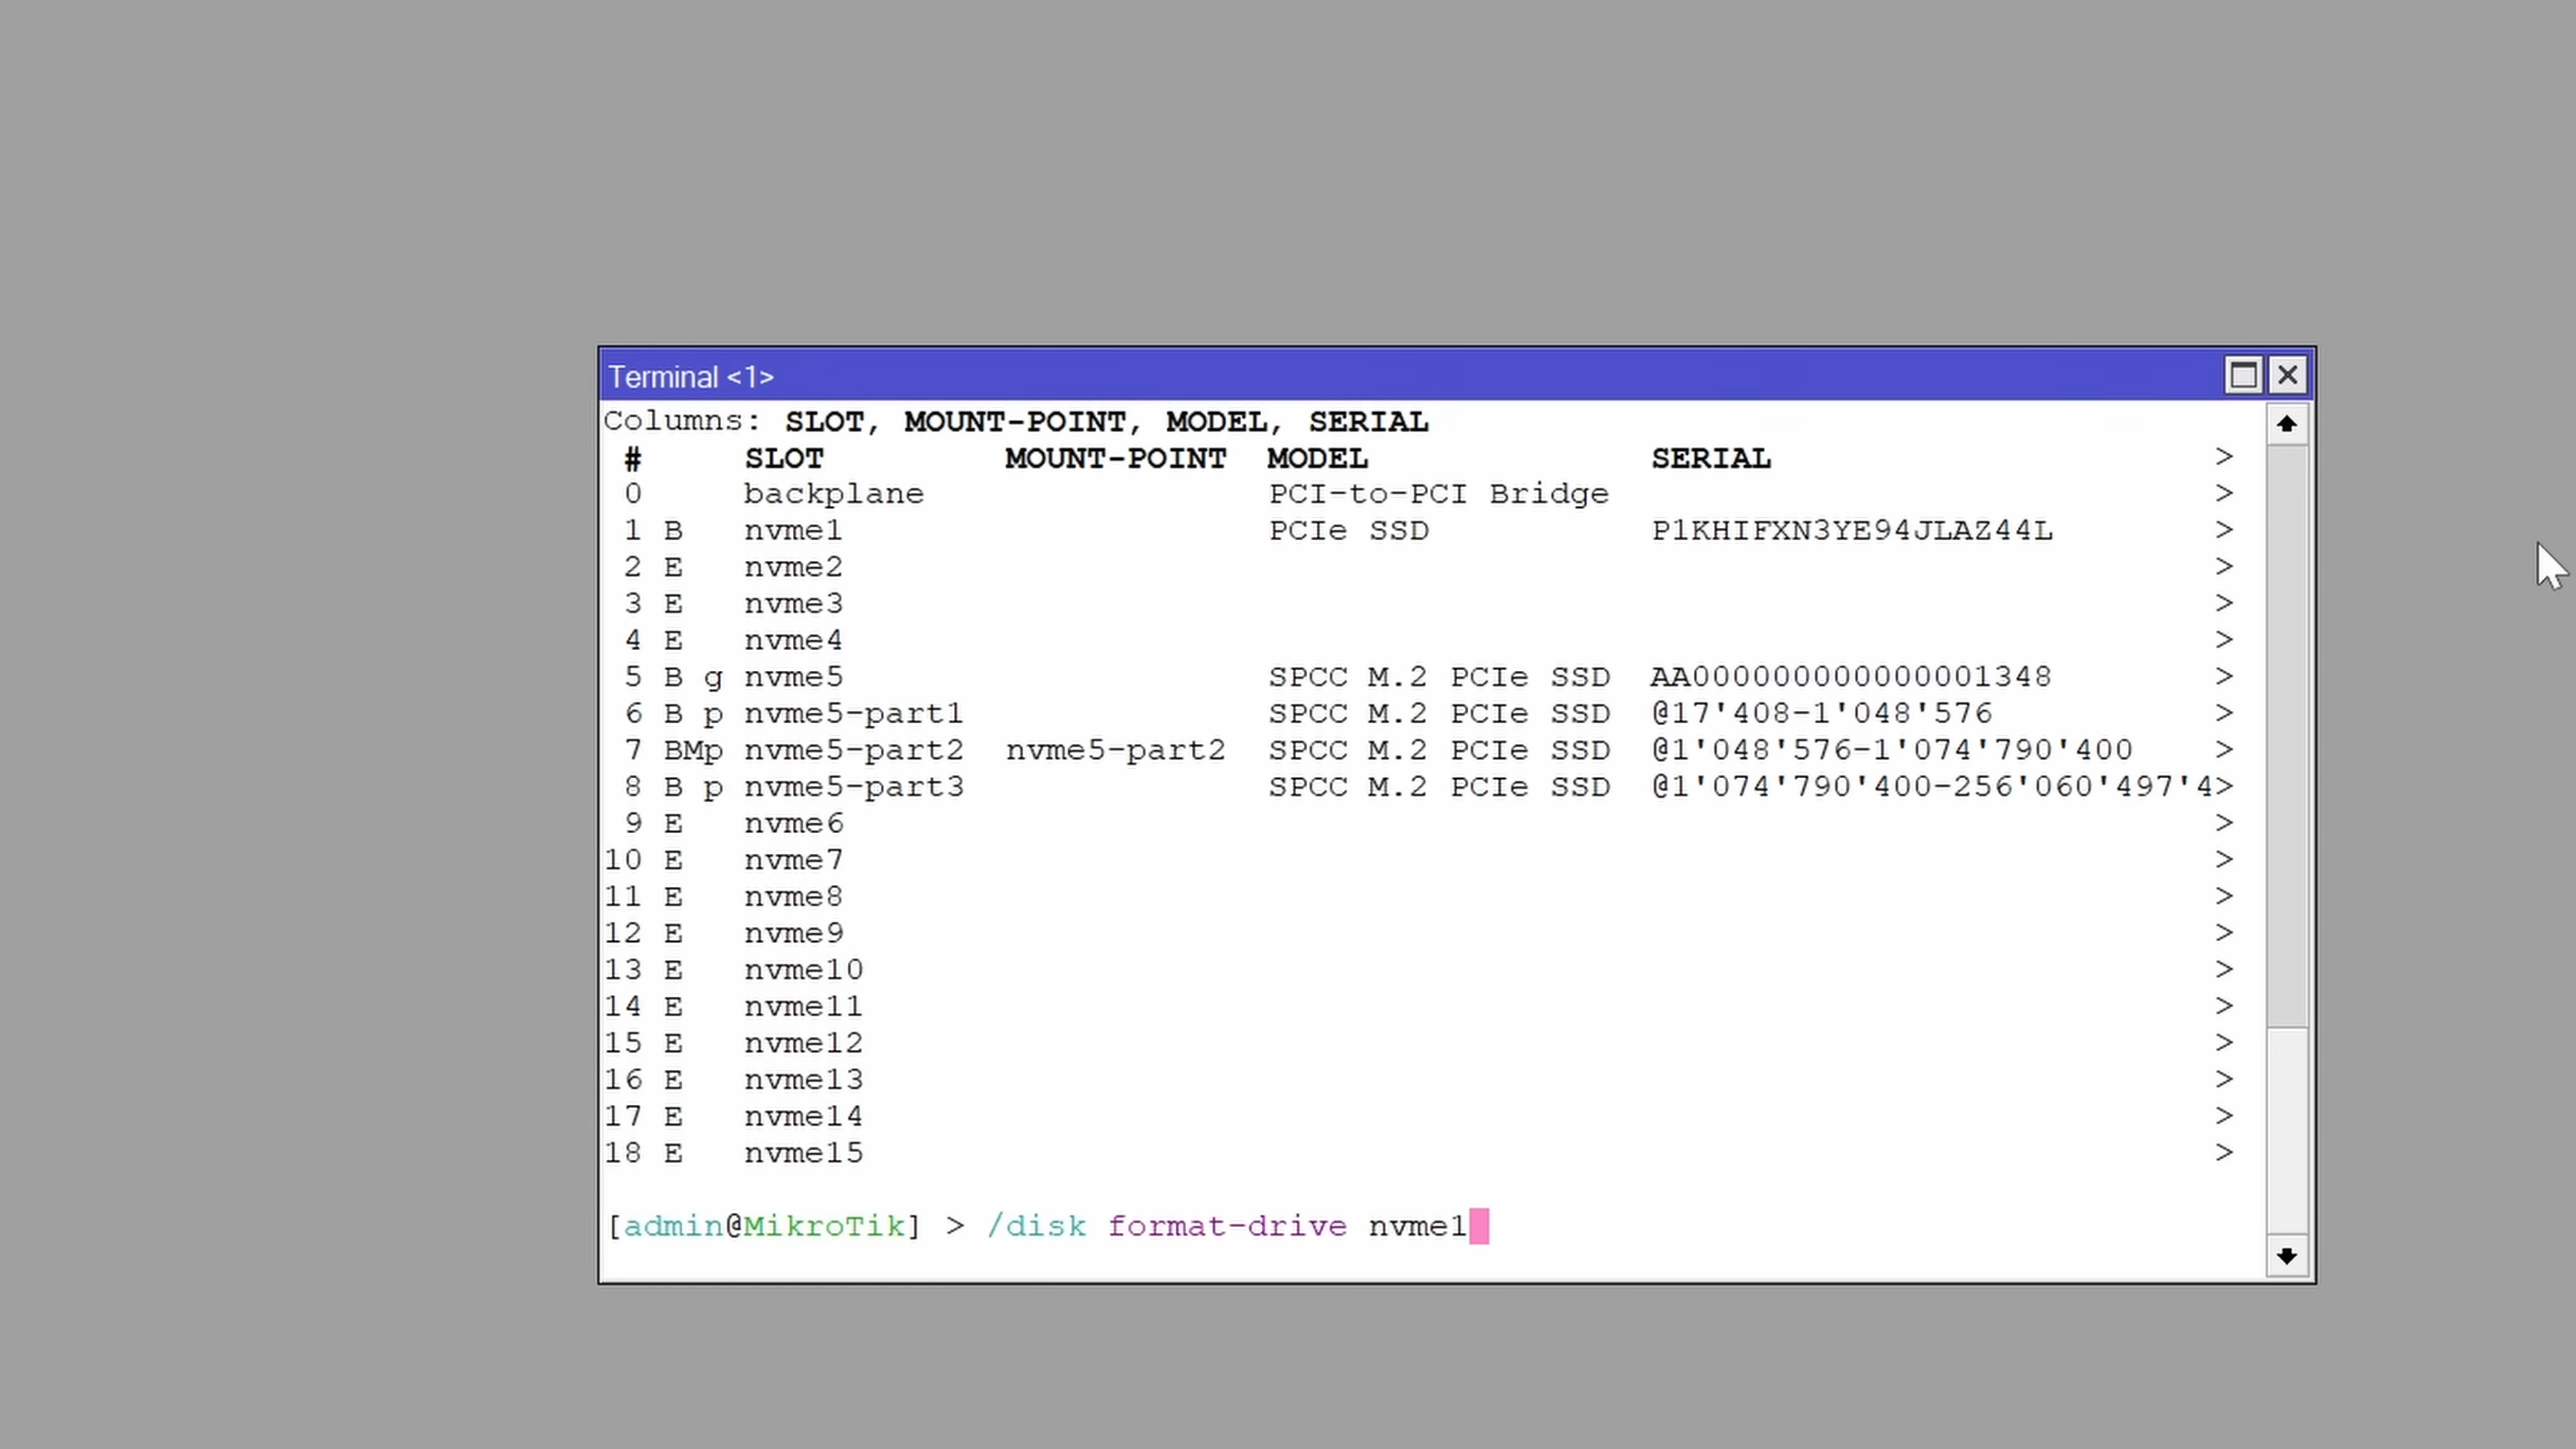 Terminal <1>
Columns: SLOT, MOUNT-POINT, MODEL, SERIAL
# SLOT MOUNT-POINT MODEL SERIAL >
0 backplane PCI-to-PCI Bridge >
1 B nvme1 PCIe SSD P1KHIFXN3YE94JLAZ44L >
2 E nvme2 >
3 E nvme3 >
4 E nvme4 >
5 B g nvme5 SPCC M.2 PCIe SSD AA000000000000001348 >
6 B p nvme5-part1 SPCC M.2 PCIe SSD @17'408-1'048'576 >
7 BMp nvme5-part2 nvme5-part2 SPCC M.2 PCIe SSD @1'048'576-1'074'790'400 >
8 B p nvme5-part3 SPCC M.2 PCIe SSD @1'074'790'400-256'060'497'4>
9 E nvme6 >
10 E nvme7 >
11 E nvme8 >
12 E nvme9 >
13 E nvme10 >
14 E nvme11 >
15 E nvme12 >
16 E nvme13 >
17 E nvme14 >
18 E nvme15 >
[admin@MikroTik] > /disk format-drive nvme1